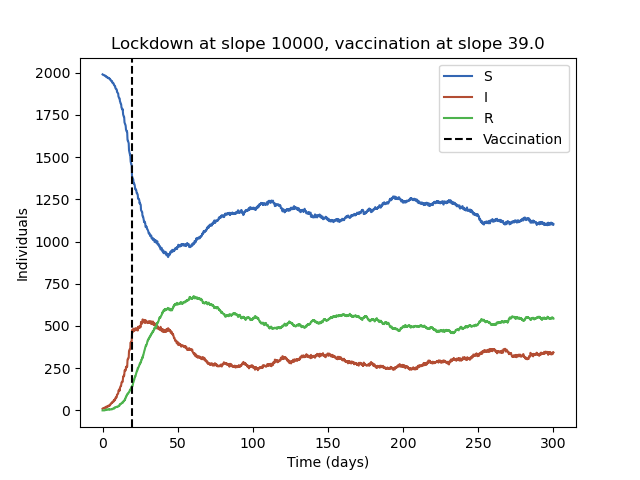 Lockdown at slope 10000, vaccination at slope 39.0
S
I
R
Vaccination
2000
1750
1500
1250
1000
750
500
250
0
Individuals
0 50 100 150 200 250 300
Time (days)